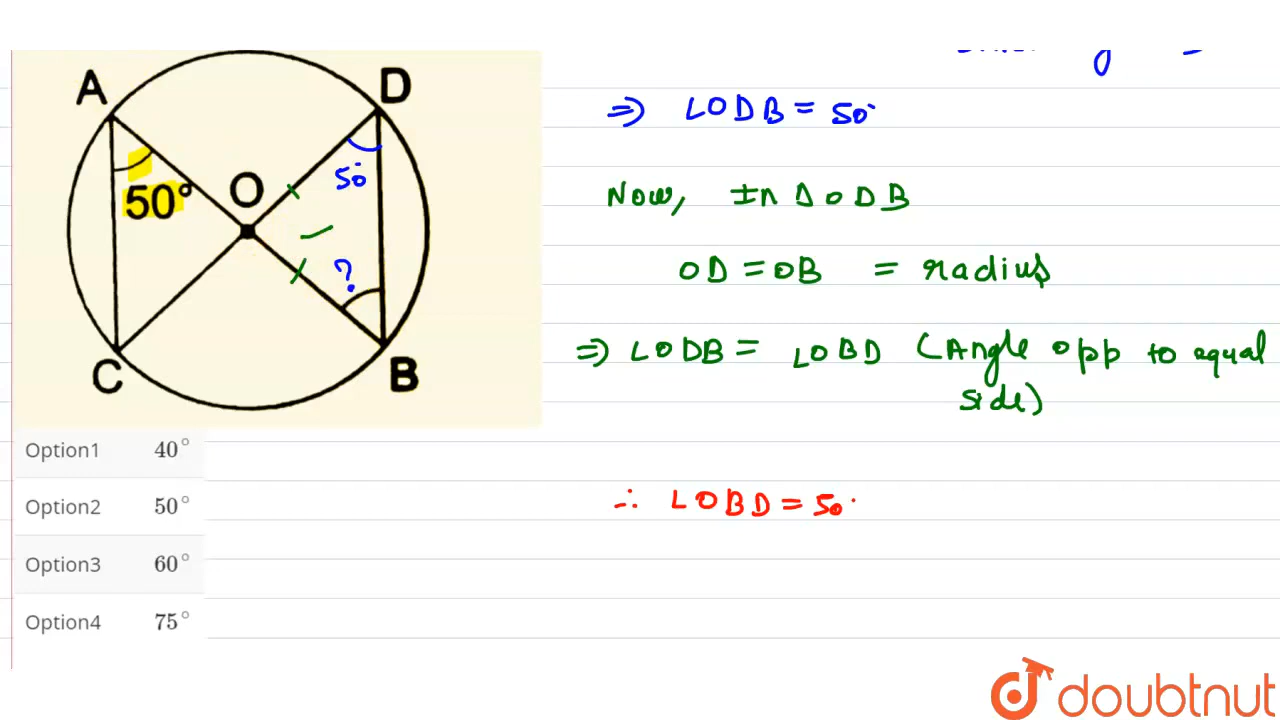 A
D
⇒ ∠ODB = 50°
50°
50°
O
Now, In Δ ODB
?
OD = OB = radius
⇒ ∠ODB = ∠OBD (Angle opp to equal
side)
C
B
Option1 40°
∴ ∠OBD = 50°
Option2 50°
Option3 60°
Option4 75°
doubtnut